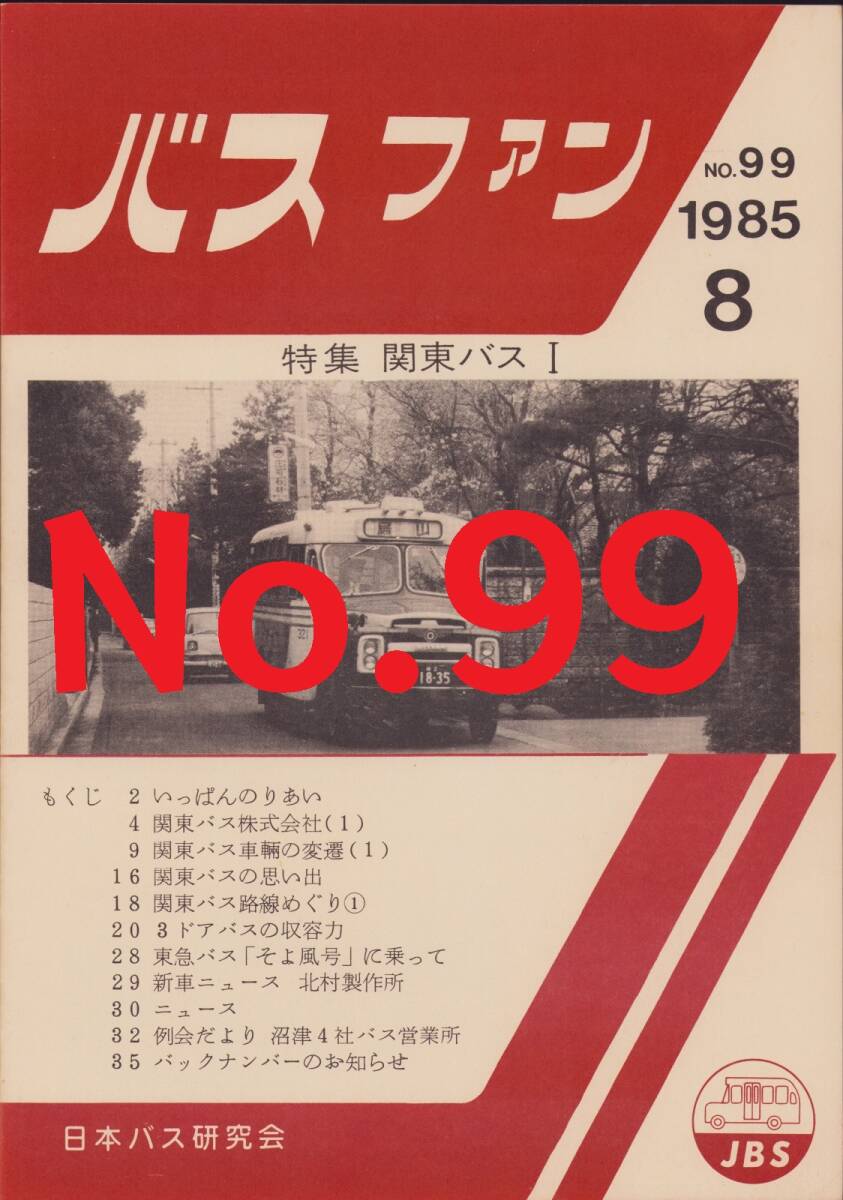 バスファン
NO.99
1985
8
特集 関東バス I
No.99
321
18-35
もくじ 2 いっぱんのりあい
4 関東バス株式会社(1)
9 関東バス車輛の変遷(1)
16 関東バスの思い出
18 関東バス路線めぐり①
20 3ドアバスの収容力
28 東急バス「そよ風号」に乗って
29 新車ニュース 北村製作所
30 ニュース
32 例会だより 沼津4社バス営業所
35 バックナンバーのお知らせ
日本バス研究会
JBS